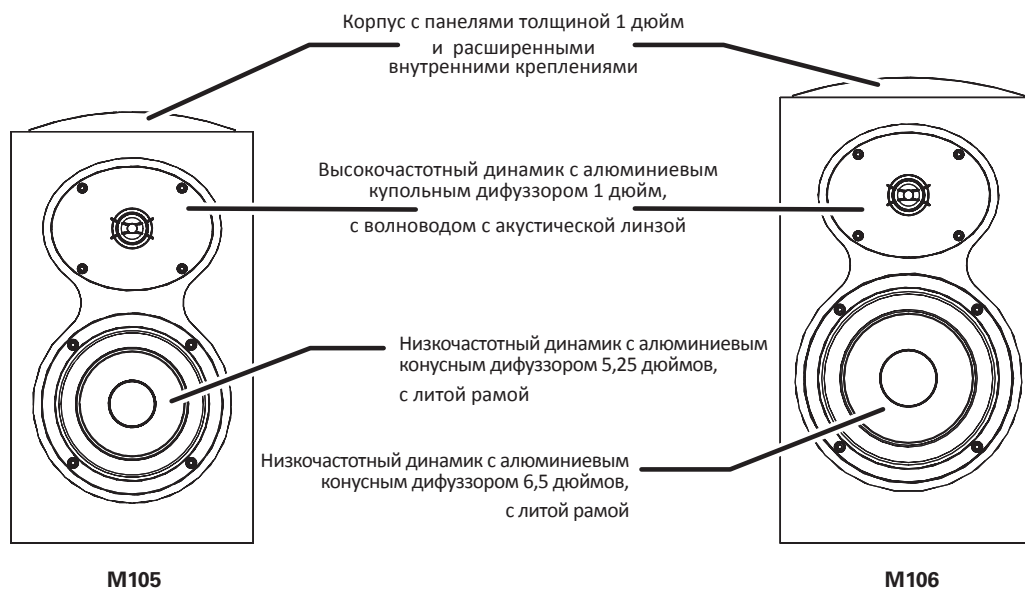 Корпус с панелями толщиной 1 дюйм
и расширенными
внутренними креплениями
Высокочастотный динамик с алюминиевым
купольным дифуззором 1 дюйм,
с волноводом с акустической линзой
Низкочастотный динамик с алюминиевым
конусным дифуззором 5,25 дюймов,
с литой рамой
Низкочастотный динамик с алюминиевым
конусным дифуззором 6,5 дюймов,
с литой рамой
M105
M106